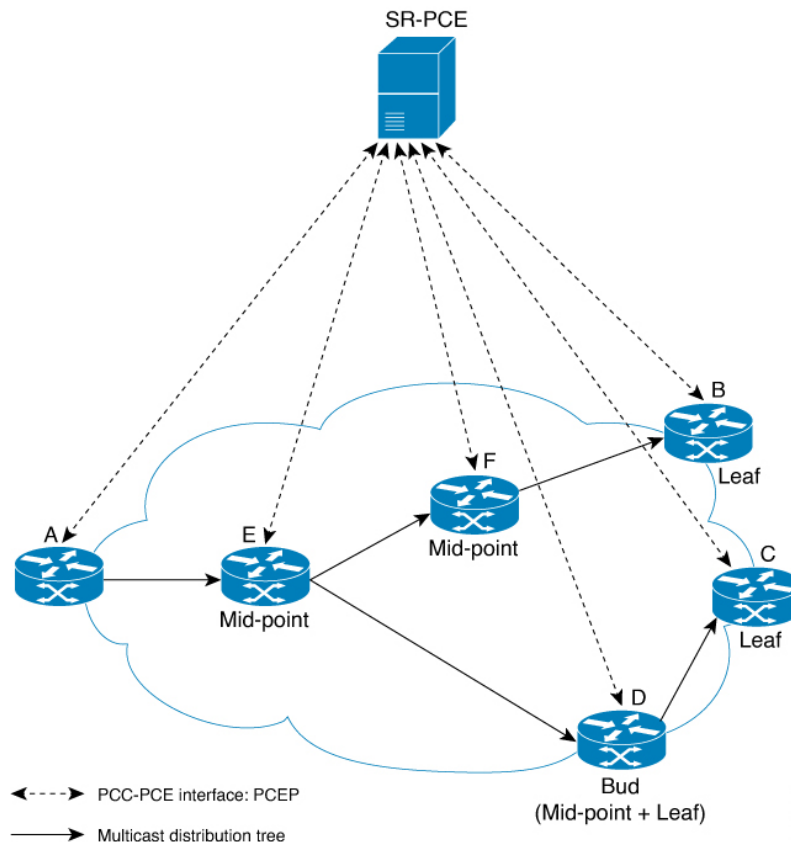 SR-PCE
B
Leaf
F
Mid-point
A
E
Mid-point
C
Leaf
D
Bud
(Mid-point + Leaf)
PCC-PCE interface: PCEP
Multicast distribution tree